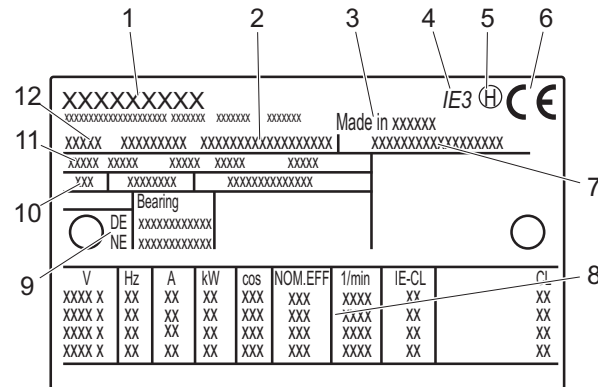 1 2 3 4 5 6
XXXXXXXXX IE3 H CE
XXXXXXXXXXXXXXXXXXXX XXXXXXX XXXXXX XXXXXX
Made in xxxxxx
12 XXXXX XXXXXXXXX XXXXXXXXXXXXXXXXXX XXXXXXXXXXXXXXXXXX
11 XXXXX XXXXX XXXXX XXXXX XXXXX
10 XXX XXXXXXXX XXXXXXXXXXXXXX 7
Bearing
DE XXXXXXXXXXXX
9 NE XXXXXXXXXXXX
V Hz A kW cos NOM.EFF 1/min IE-CL CL 8
XXXX X XX XX XX XXX XXX XXXX XX XX
XXXX X XX XX XX XXX XXX XXXX XX XX
XXXX X XX XX XX XXX XXX XXXX XX XX
XXXX X XX XX XX XXX XXX XXXX XX XX